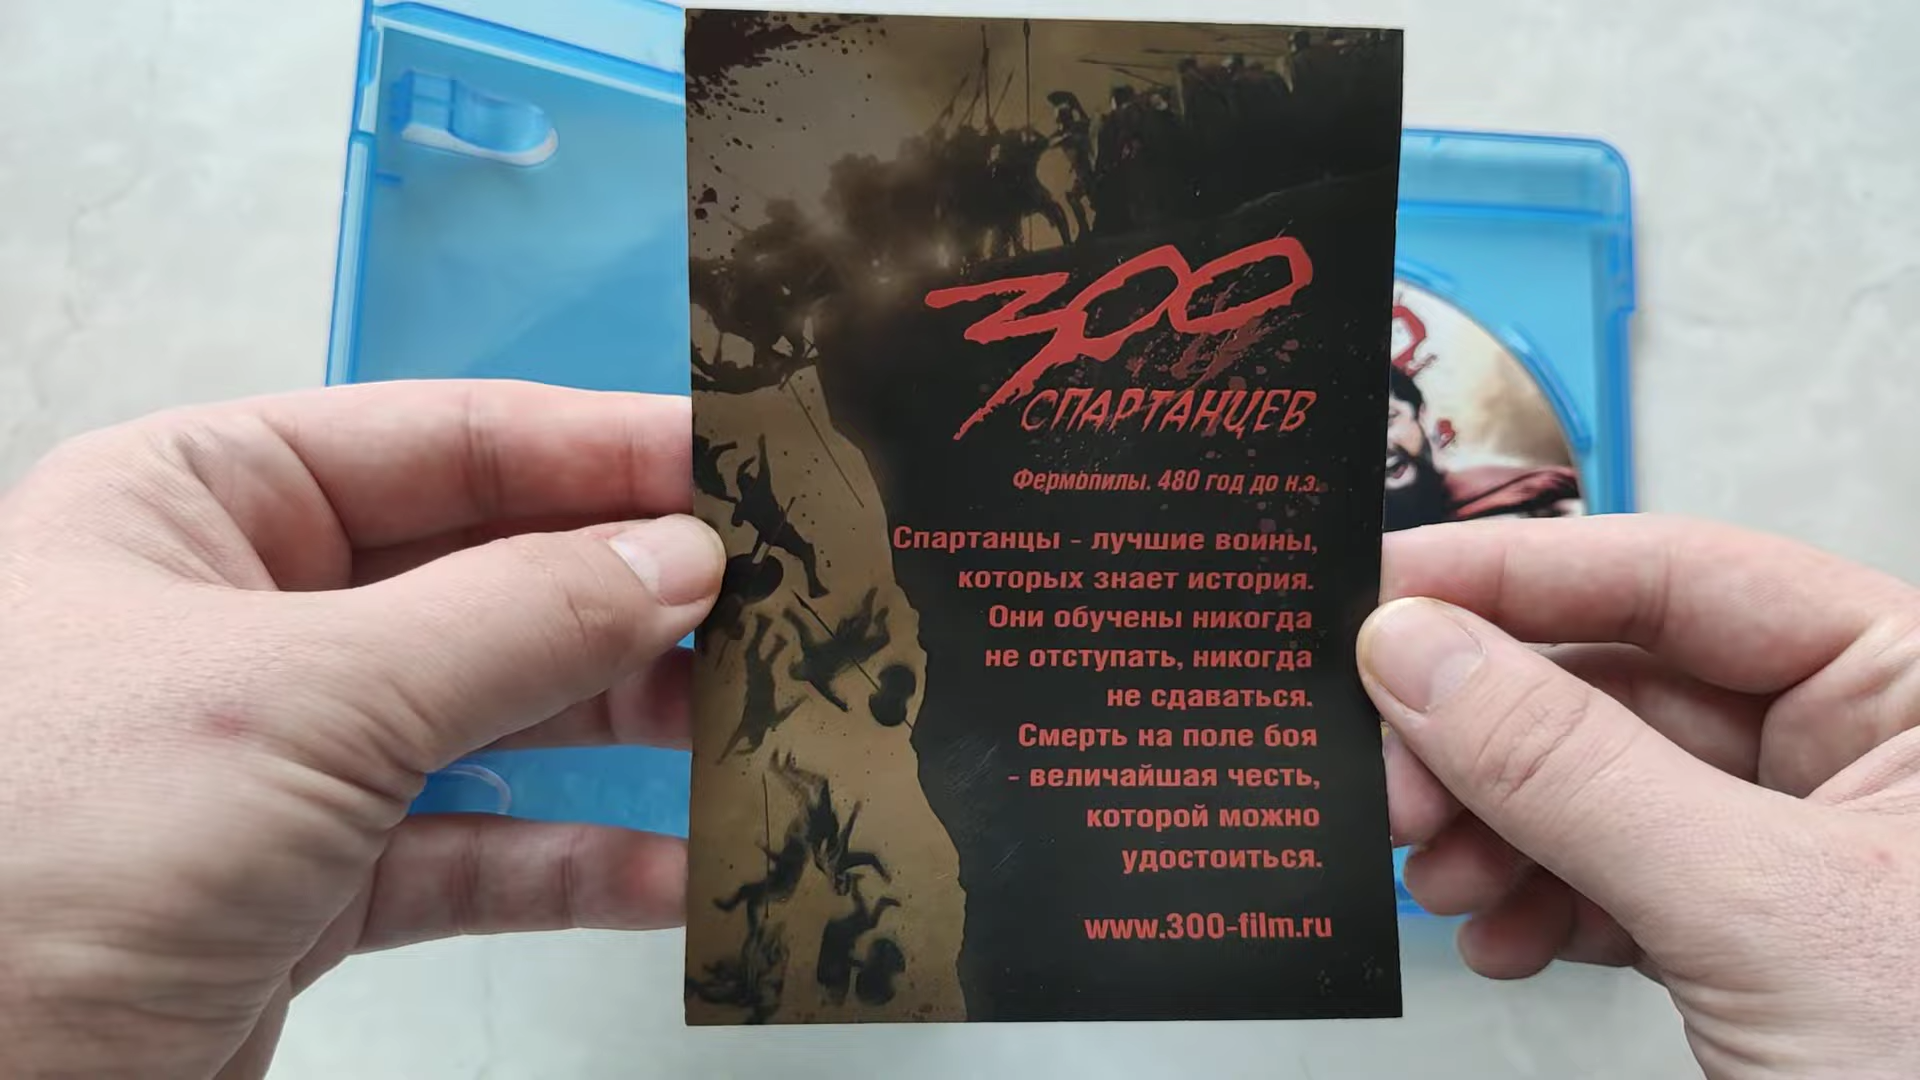 300
СПАРТАНЦЕВ
Фермопилы. 480 год до н.э.
Спартанцы - лучшие воины,
которых знает история.
Они обучены никогда
не отступать, никогда
не сдаваться.
Смерть на поле боя
- величайшая честь,
которой можно
удостоиться.
www.300-film.ru